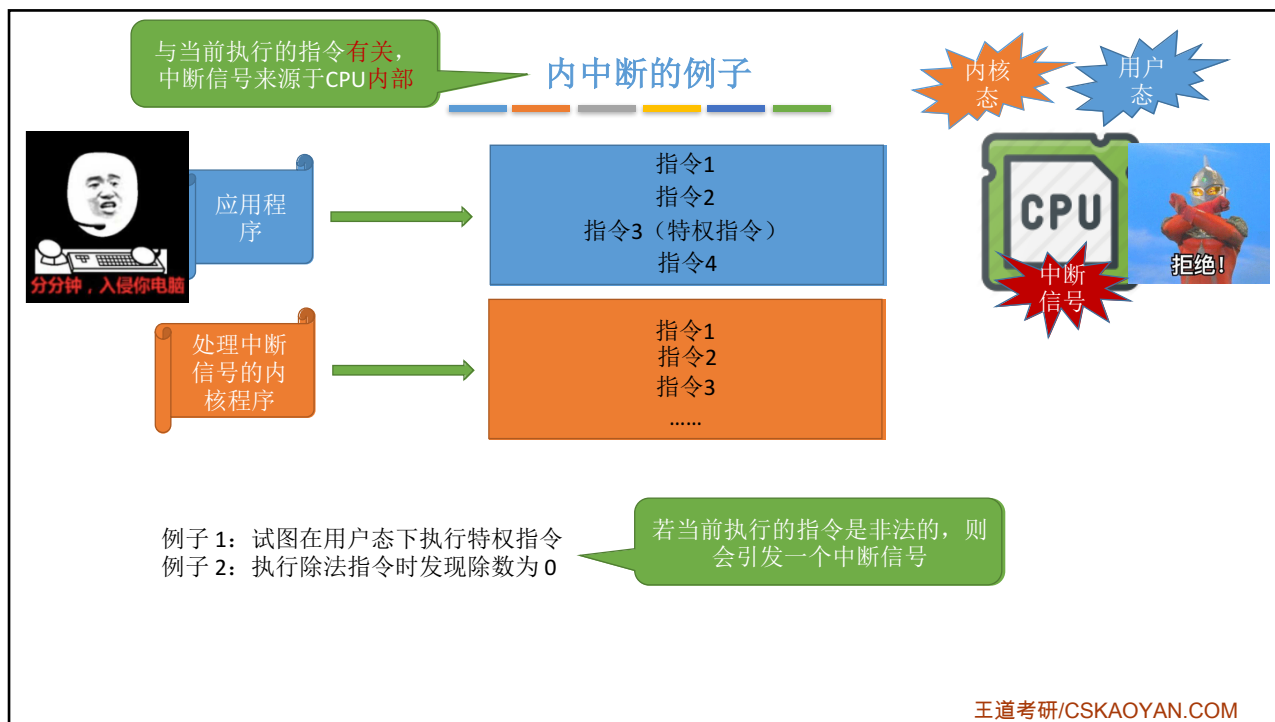 与当前执行的指令有关，
中断信号来源于CPU内部
内中断的例子
内核
态
用户
态
分分钟，入侵你电脑
应用程
序
指令1
指令2
指令3（特权指令）
指令4
CPU
拒绝！
中断
信号
处理中断
信号的内
核程序
指令1
指令2
指令3
……
例子 1：试图在用户态下执行特权指令
例子 2：执行除法指令时发现除数为 0
若当前执行的指令是非法的，则
会引发一个中断信号
王道考研/CSKAOYAN.COM